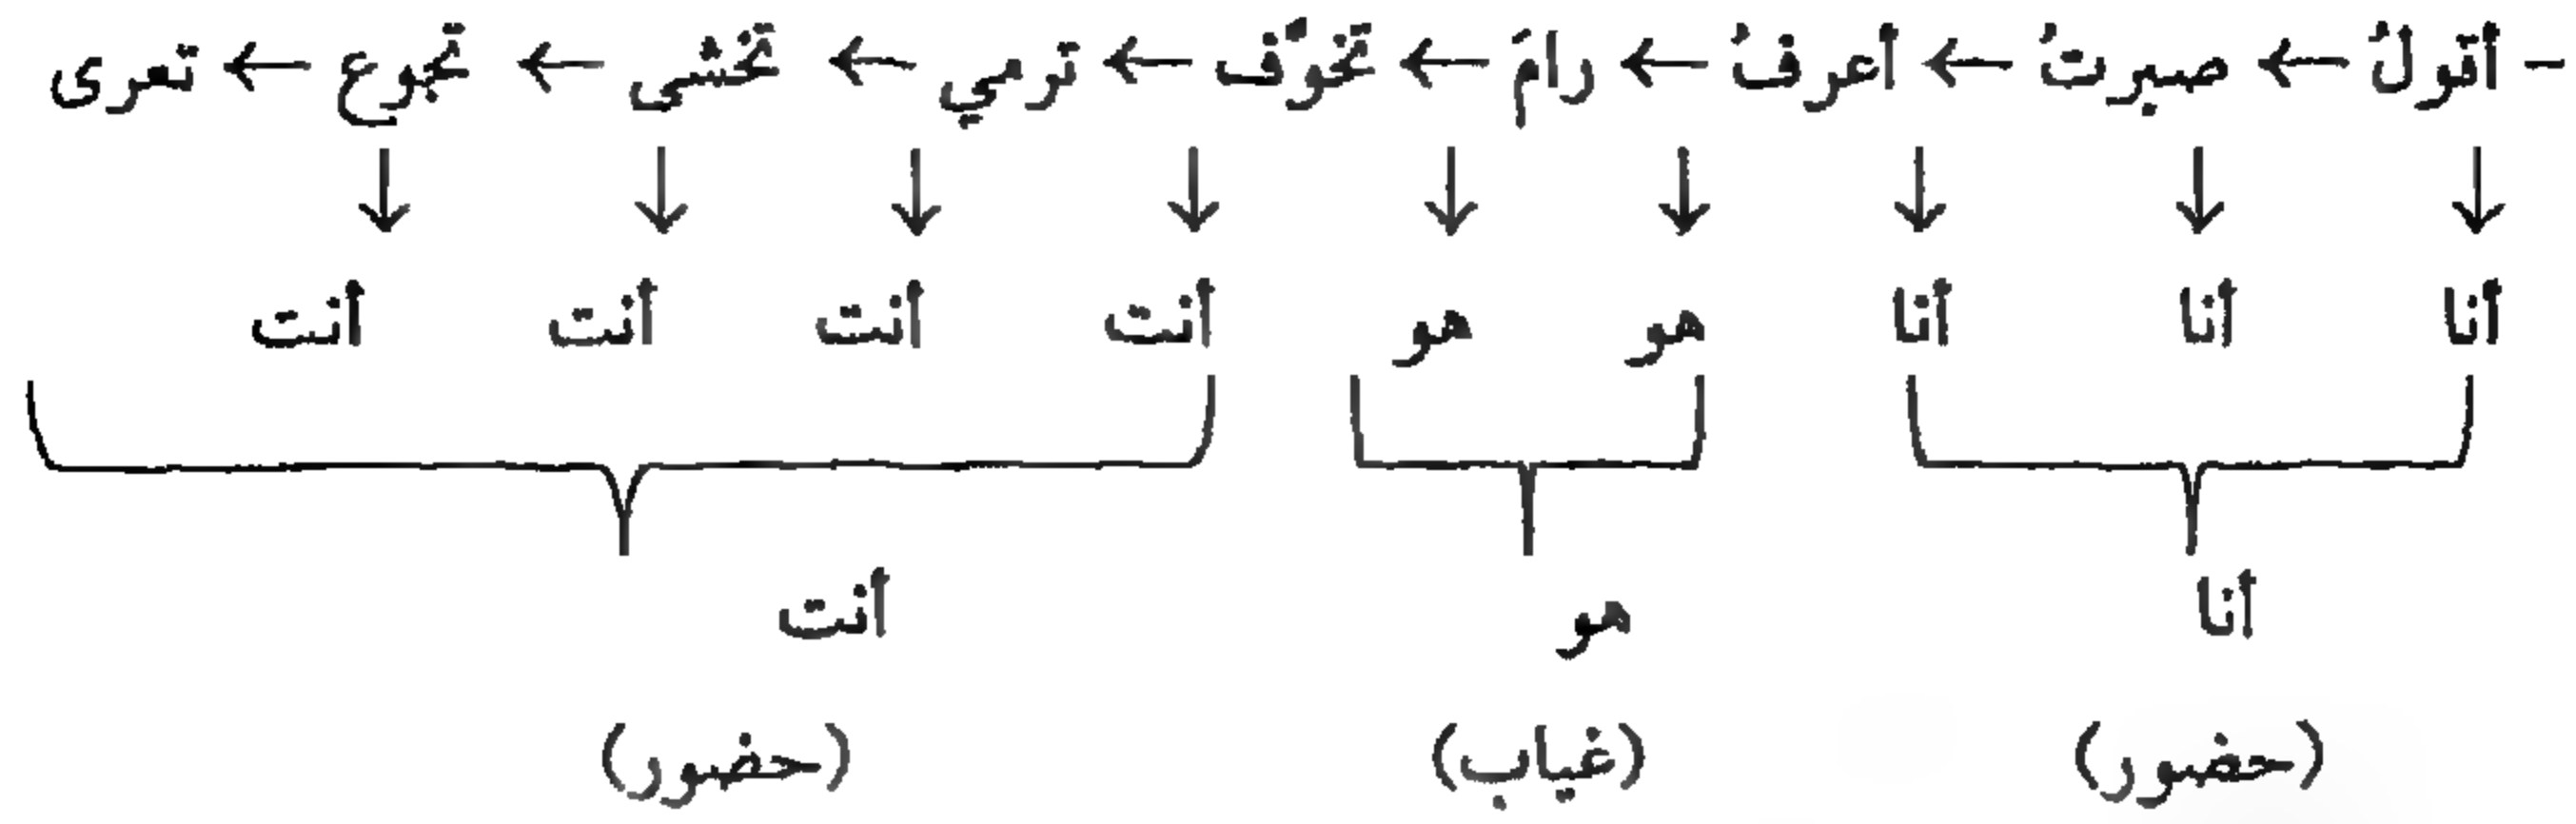 - أقولُ ← صبرتُ ← أعرفُ ← رامَ ← تخوَّف ← ترمي ← تخشى ← تجوع ← تعرى
↓ ↓ ↓ ↓ ↓ ↓ ↓ ↓ ↓
أنا أنا أنا هو هو أنت أنت أنت أنت
أنا هو أنت
(حضور) (غياب) (حضور)